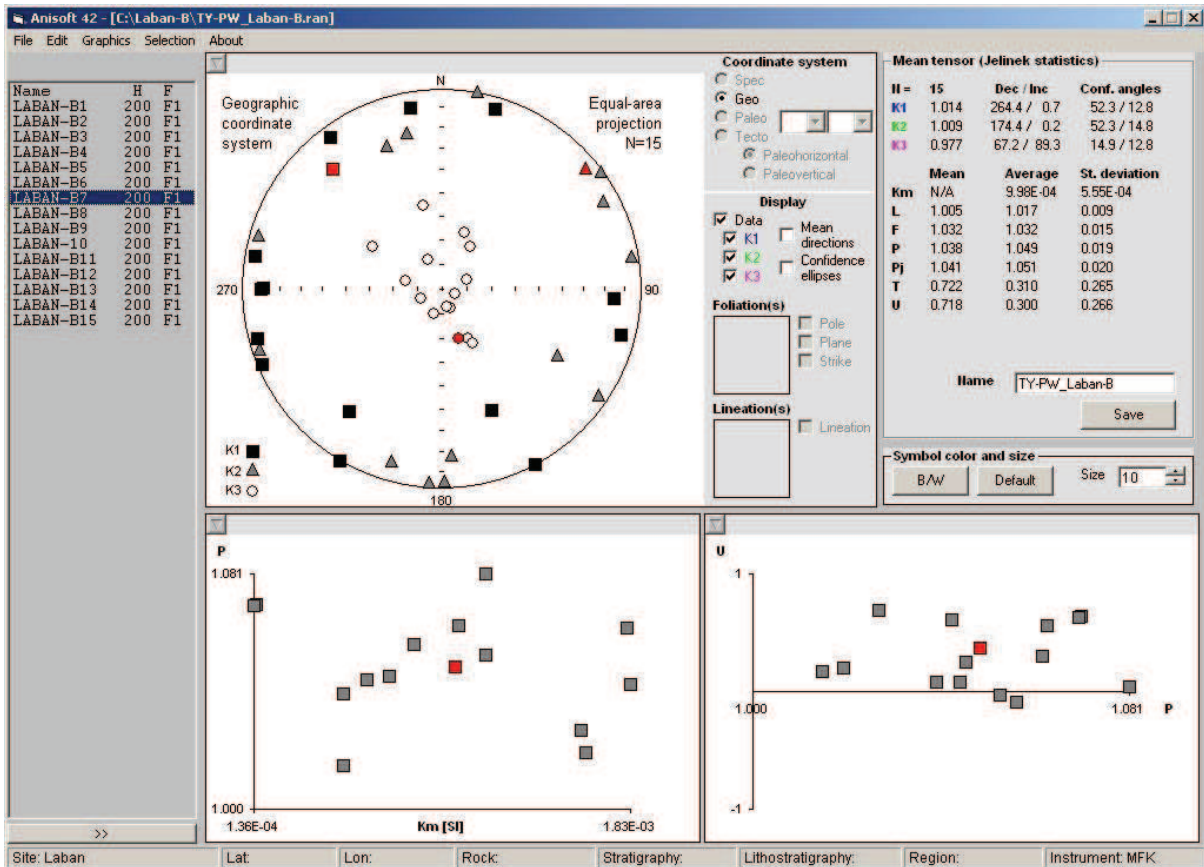 Anisoft 42 - [C:\Laban-B\TY-PW_Laban-B.ran]
File Edit Graphics Selection About
Name H F
LABAN-B1 200 F1
LABAN-B2 200 F1
LABAN-B3 200 F1
LABAN-B4 200 F1
LABAN-B5 200 F1
LABAN-B6 200 F1
LABAN-B7 200 F1
LABAN-B8 200 F1
LABAN-B9 200 F1
LABAN-10 200 F1
LABAN-B11 200 F1
LABAN-B12 200 F1
LABAN-B13 200 F1
LABAN-B14 200 F1
LABAN-B15 200 F1
>>
Geographic
coordinate
system
N
Equal-area
projection
N=15
270
90
180
K1
K2
K3
Coordinate system
Spec
Geo
Paleo
Tecto
Paleohorizontal
Paleovertical
Display
Data
K1
K2
K3
Mean
directions
Confidence
ellipses
Foliation(s)
Pole
Plane
Strike
Lineation(s)
Lineation
Mean tensor (Jelinek statistics)
N = 15 Dec / Inc Conf. angles
K1 1.014 264.4 / 0.7 52.3 / 12.8
K2 1.009 174.4 / 0.2 52.3 / 14.8
K3 0.977 67.2 / 89.3 14.9 / 12.8
Mean Average St. deviation
Km N/A 9.98E-04 5.55E-04
L 1.005 1.017 0.009
F 1.032 1.032 0.015
P 1.038 1.049 0.019
Pj 1.041 1.051 0.020
T 0.722 0.310 0.265
U 0.718 0.300 0.266
Name TY-PW_Laban-B
Save
Symbol color and size
B/W Default Size 10
P
1.081
1.000
1.36E-04 Km [SI] 1.83E-03
U
1
1.000 1.081 P
-1
Site: Laban Lat: Lon: Rock: Stratigraphy: Lithostratigraphy: Region: Instrument: MFK